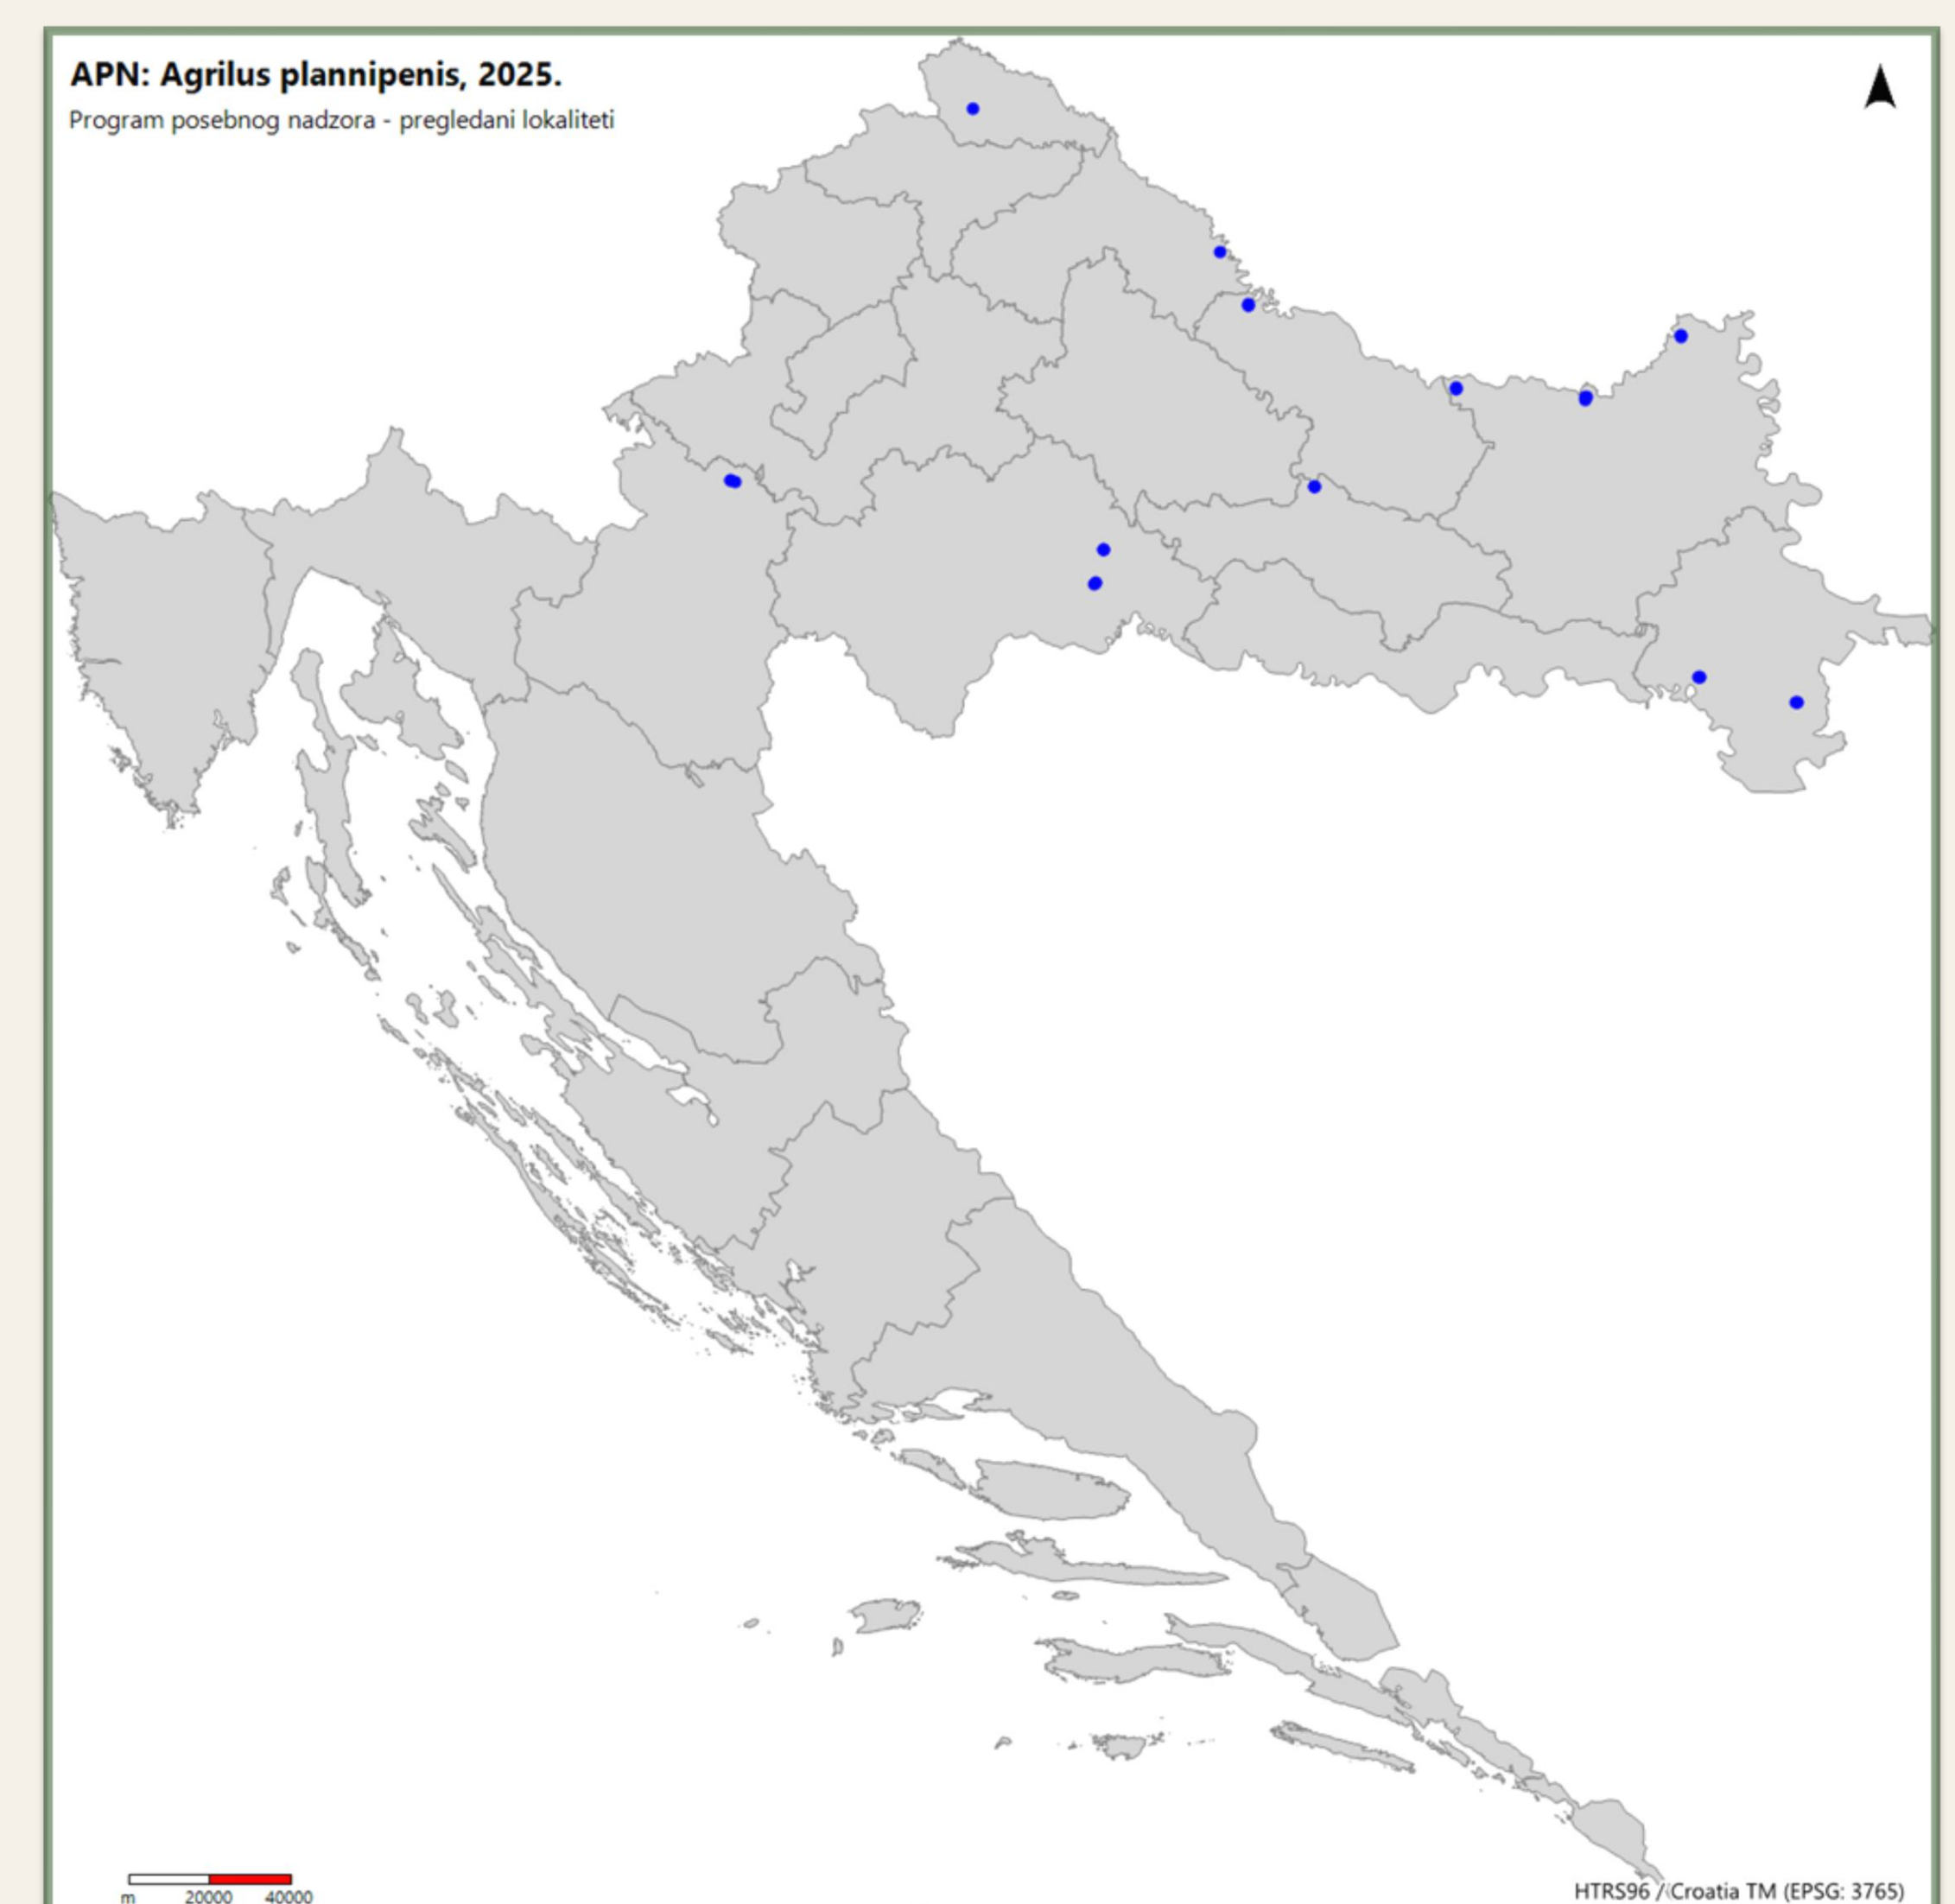 APN: Agrilus plannipenis, 2025.
Program posebnog nadzora - pregledani lokaliteti
m 20000 40000
HTRS96 / Croatia TM (EPSG: 3765)